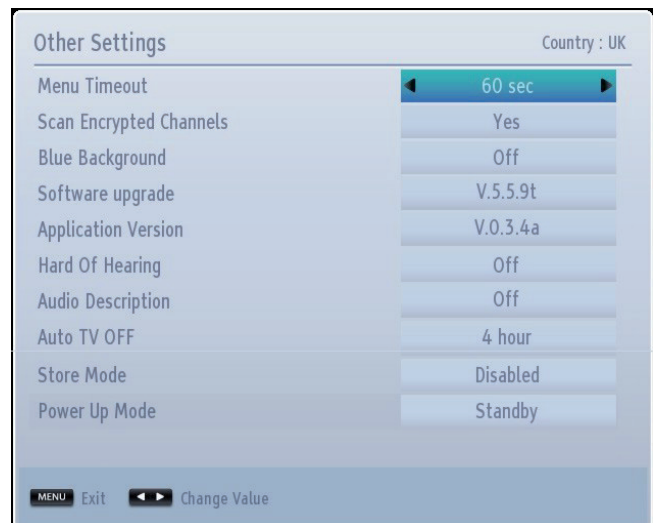 Other Settings Country : UK
Menu Timeout 60 sec
Scan Encrypted Channels Yes
Blue Background Off
Software upgrade V.5.5.9t
Application Version V.0.3.4a
Hard Of Hearing Off
Audio Description Off
Auto TV OFF 4 hour
Store Mode Disabled
Power Up Mode Standby
MENU Exit Change Value